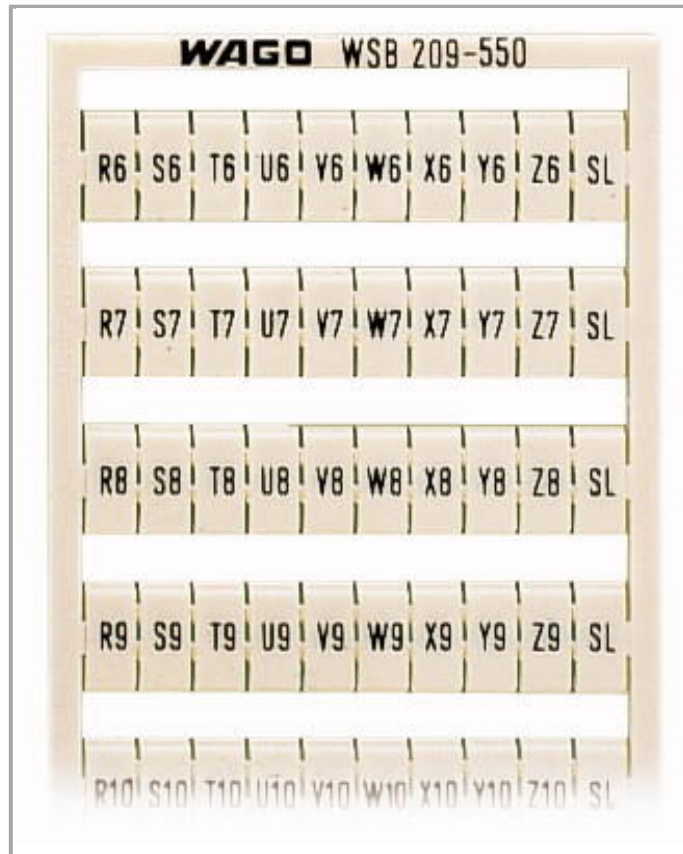 WAGO WSB 209-550
R6 S6 T6 U6 V6 W6 X6 Y6 Z6 SL
R7 S7 T7 U7 V7 W7 X7 Y7 Z7 SL
R8 S8 T8 U8 V8 W8 X8 Y8 Z8 SL
R9 S9 T9 U9 V9 W9 X9 Y9 Z9 SL
R10 S10 T10 U10 V10 W10 X10 Y10 Z10 SL